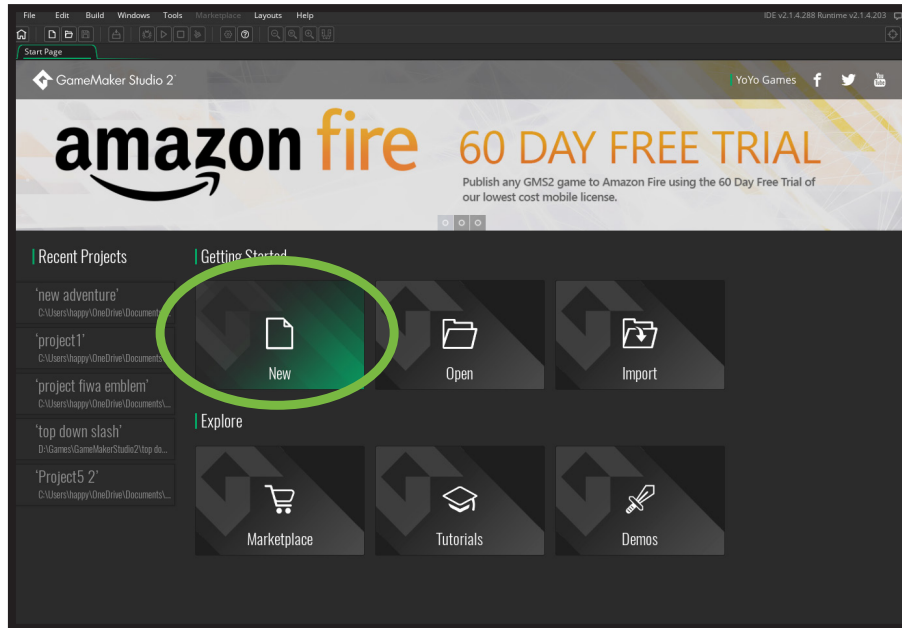 File Edit Build Windows Tools Marketplace Layouts Help
IDE v2.1.4.288 Runtime v2.1.4.203
Start Page
GameMaker Studio 2
YoYo Games
You Tube
amazon fire
60 DAY FREE TRIAL
Publish any GMS2 game to Amazon Fire using the 60 Day Free Trial of
our lowest cost mobile license.
Recent Projects
Getting Started
'new adventure'
C:\Users\happy\OneDrive\Documents\...
'project1'
C:\Users\happy\OneDrive\Documents\...
'project fiwa emblem'
C:\Users\happy\OneDrive\Documents\...
'top down slash'
D:\Games\GameMakerStudio2\top do...
'Project5 2'
C:\Users\happy\OneDrive\Documents\...
New
Open
Import
Explore
Marketplace
Tutorials
Demos